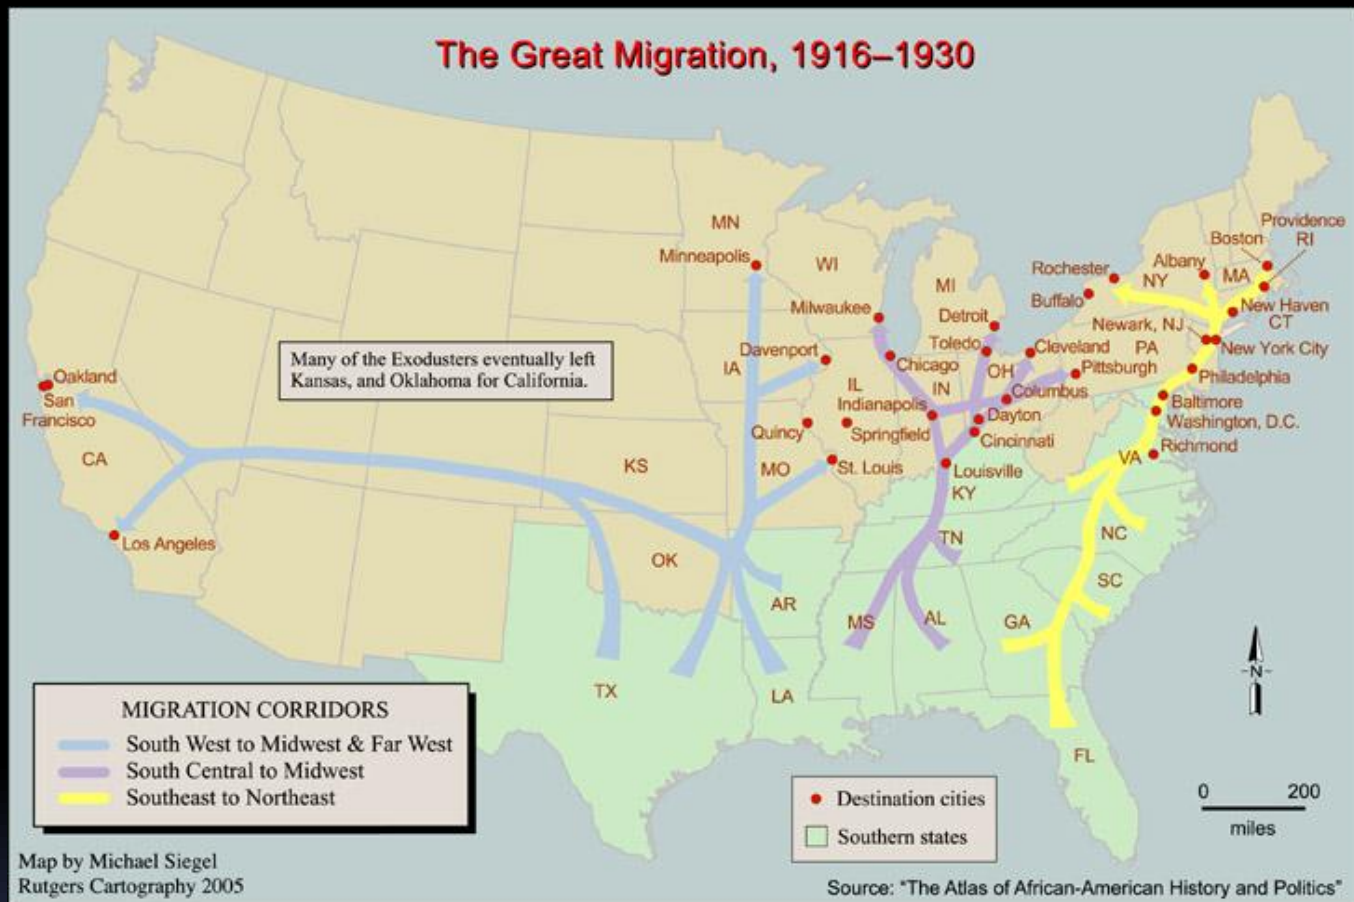 The Great Migration, 1916–1930
Providence
RI
Boston
Albany
MA
Rochester
NY
Buffalo
New Haven
CT
Newark, NJ
New York City
PA
Philadelphia
Baltimore
Washington, D.C.
Richmond
VA
MN
Minneapolis
WI
MI
Milwaukee
Detroit
Toledo
Cleveland
Pittsburgh
Davenport
Chicago
OH
IA
IL
IN
Columbus
Indianapolis
Dayton
Quincy
Springfield
Cincinnati
MO
St. Louis
Louisville
KY
Many of the Exodusters eventually left
Kansas, and Oklahoma for California.
Oakland
San
Francisco
CA
Los Angeles
KS
OK
TN
NC
SC
AR
MS
AL
GA
TX
LA
FL
-N-
MIGRATION CORRIDORS
South West to Midwest & Far West
South Central to Midwest
Southeast to Northeast
Destination cities
Southern states
0 200
miles
Map by Michael Siegel
Rutgers Cartography 2005
Source: "The Atlas of African-American History and Politics"